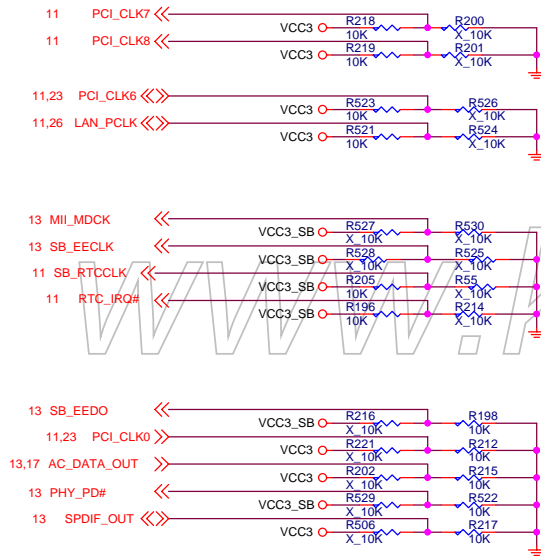 11 PCI_CLK7
VCC3 R218 R200
10K X_10K
11 PCI_CLK8
VCC3 R219 R201
10K X_10K
11,23 PCI_CLK6
VCC3 R523 R526
10K X_10K
11,26 LAN_PCLK
VCC3 R521 R524
10K X_10K
13 MII_MDCK
VCC3_SB R527 R530
X_10K X_10K
13 SB_EECLK
VCC3_SB R528 R525
X_10K X_10K
11 SB_RTCCLK
VCC3_SB R205 R55
10K X_10K
11 RTC_IRQ#
VCC3_SB R196 R214
10K X_10K
13 SB_EEDO
VCC3_SB R216 R198
X_10K 10K
11,23 PCI_CLK0
VCC3 R221 R212
X_10K 10K
13,17 AC_DATA_OUT
VCC3 R202 R215
X_10K 10K
13 PHY_PD#
VCC3_SB R529 R522
X_10K 10K
13 SPDIF_OUT
VCC3 R506 R217
X_10K 10K